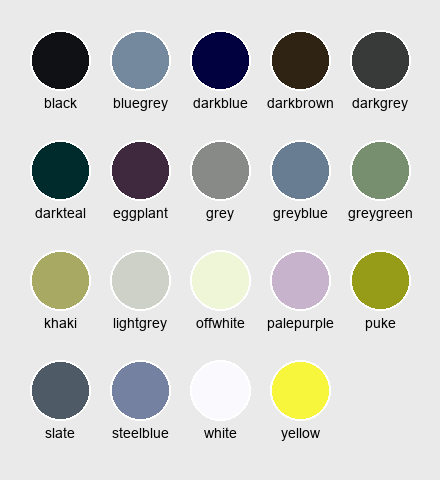 black bluegrey darkblue darkbrown darkgrey
darkteal eggplant grey greyblue greygreen
khaki lightgrey offwhite palepurple puke
slate steelblue white yellow